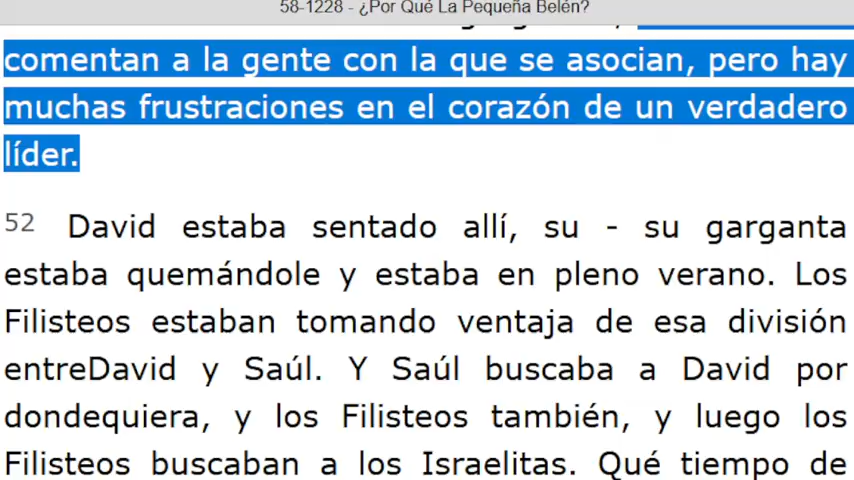 58-1228 - ¿Por Qué La Pequeña Belén?
comentan a la gente con la que se asocian, pero hay
muchas frustraciones en el corazón de un verdadero
líder.
52 David estaba sentado allí, su - su garganta
estaba quemándole y estaba en pleno verano. Los
Filisteos estaban tomando ventaja de esa división
entreDavid y Saúl. Y Saúl buscaba a David por
dondequiera, y los Filisteos también, y luego los
Filisteos buscaban a los Israelitas. Qué tiempo de